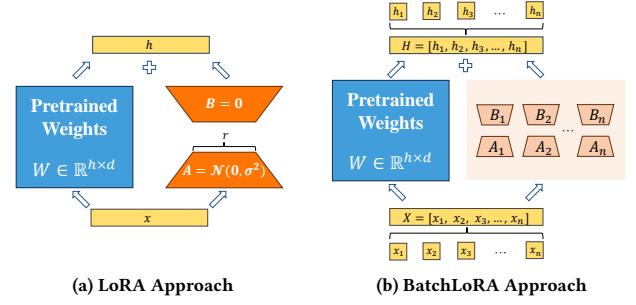 h
Pretrained
Weights
W ∈ ℝ^{h×d}
B = 0
r
A = 𝒩(0, σ²)
x
(a) LoRA Approach
h₁ h₂ h₃ ... hₙ
H = [h₁, h₂, h₃, ..., hₙ]
Pretrained
Weights
W ∈ ℝ^{h×d}
B₁ B₂ Bₙ
...
A₁ A₂ Aₙ
X = [x₁, x₂, x₃, ..., xₙ]
x₁ x₂ x₃ ... xₙ
(b) BatchLoRA Approach